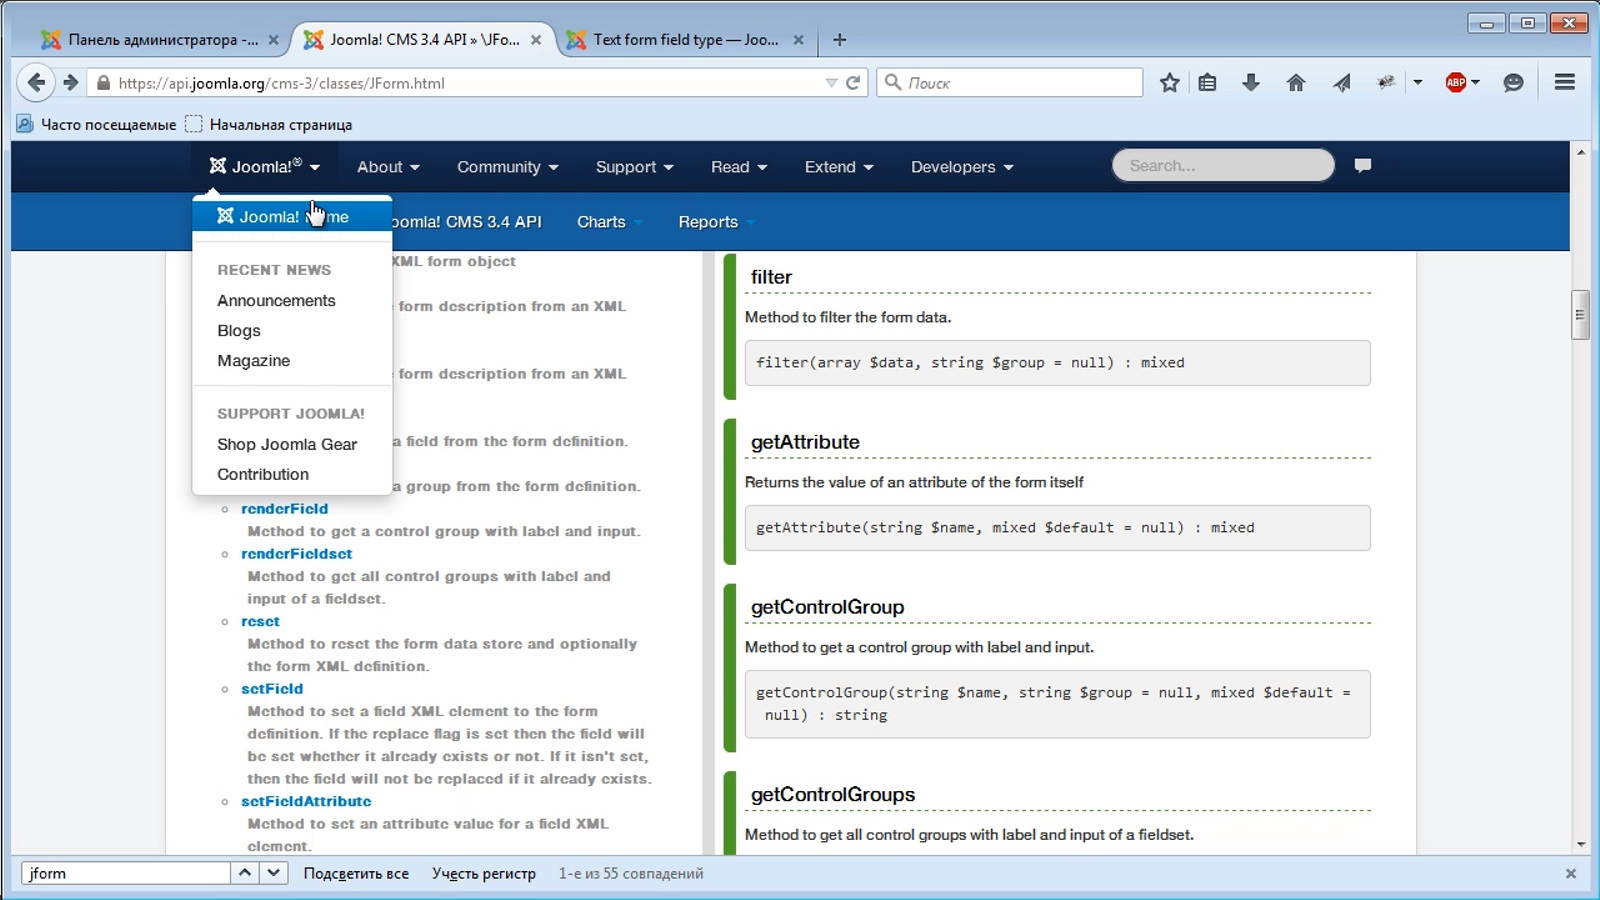 Панель администратора -...
Joomla! CMS 3.4 API » \JFo...
Text form field type — Joo...
https://api.joomla.org/cms-3/classes/JForm.html
Поиск
ABP
Часто посещаемые
Начальная страница
Joomla!®
About
Community
Support
Read
Extend
Developers
Search...
Joomla!
oomla! CMS 3.4 API
Charts
Reports
RECENT NEWS
Announcements
Blogs
Magazine
SUPPORT JOOMLA!
Shop Joomla Gear
Contribution
XML form object
form description from an XML
form description from an XML
a field from the form definition.
a group from the form definition.
renderField
Method to get a control group with label and input.
renderFieldset
Method to get all control groups with label and
input of a fieldset.
reset
Method to reset the form data store and optionally
the form XML definition.
setField
Method to set a field XML element to the form
definition. If the replace flag is set then the field will
be set whether it already exists or not. If it isn't set,
then the field will not be replaced if it already exists.
setFieldAttribute
Method to set an attribute value for a field XML
element.
filter
Method to filter the form data.
filter(array $data, string $group = null) : mixed
getAttribute
Returns the value of an attribute of the form itself
getAttribute(string $name, mixed $default = null) : mixed
getControlGroup
Method to get a control group with label and input.
getControlGroup(string $name, string $group = null, mixed $default =
null) : string
getControlGroups
Method to get all control groups with label and input of a fieldset.
jform
Подсветить все
Учесть регистр
1-е из 55 совпадений